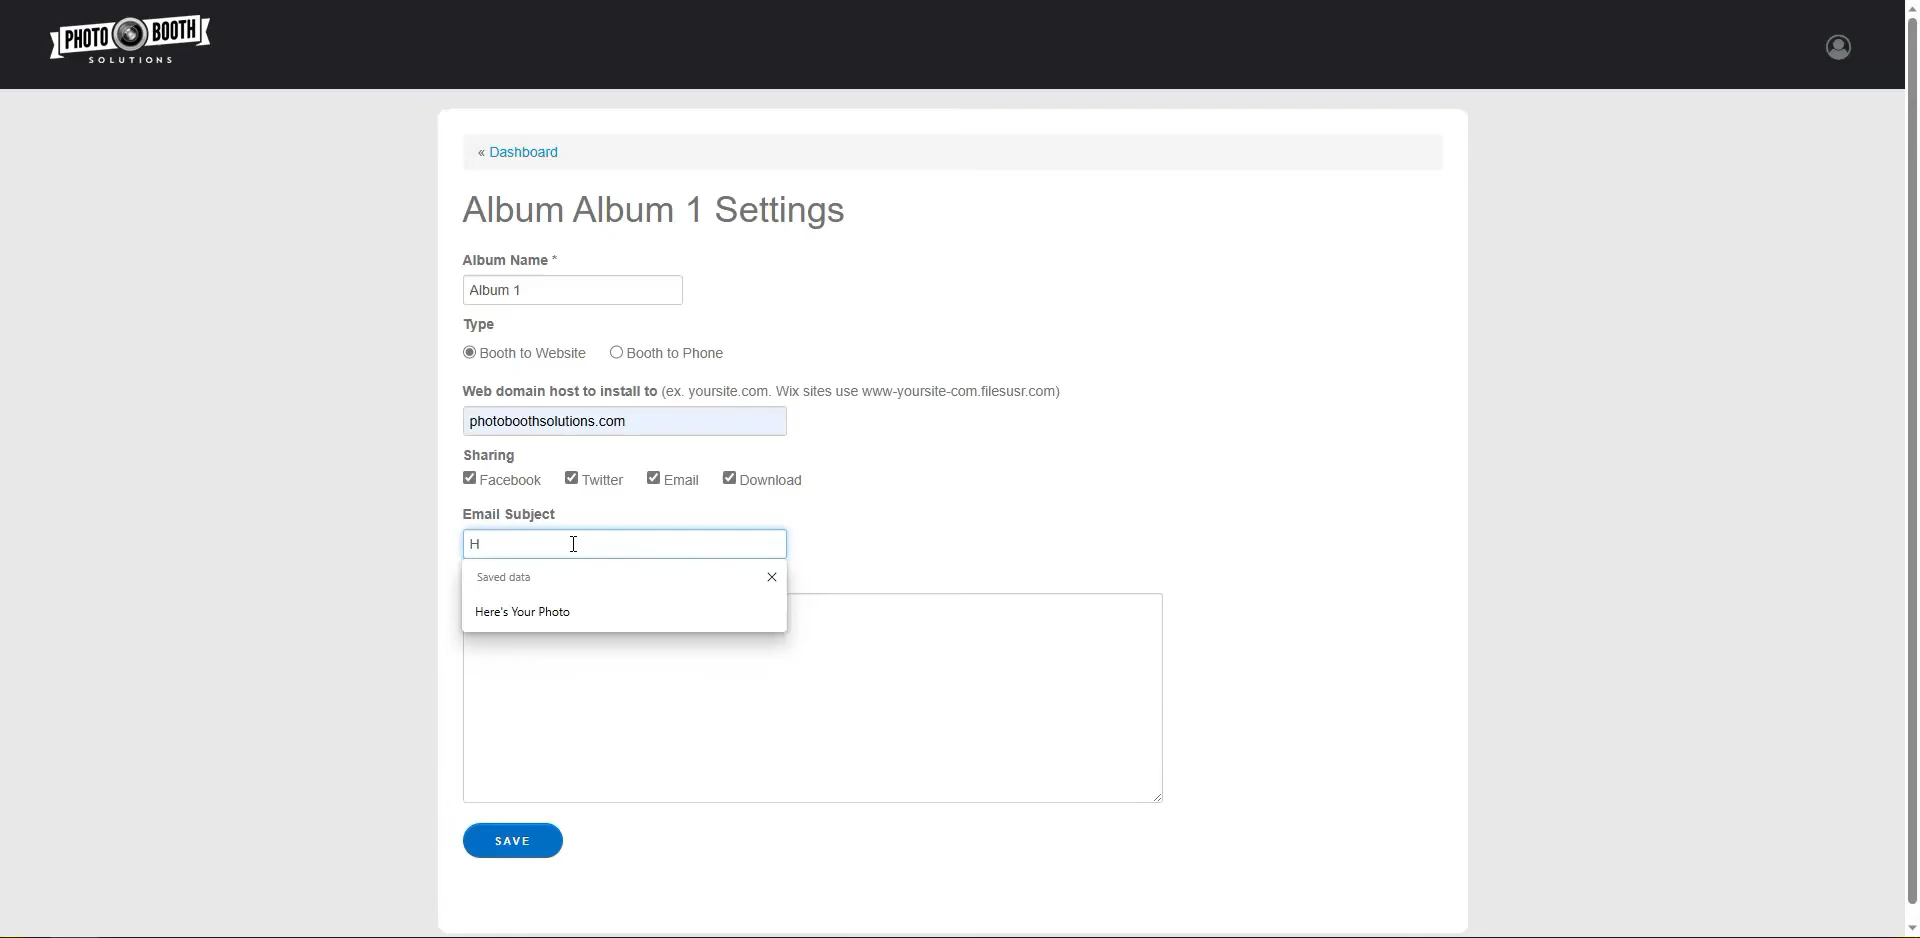 PHOTO BOOTH
SOLUTIONS
« Dashboard
Album Album 1 Settings
Album Name *
Album 1
Type
Booth to Website Booth to Phone
Web domain host to install to (ex. yoursite.com. Wix sites use www-yoursite-com.filesusr.com)
photoboothsolutions.com
Sharing
Facebook Twitter Email Download
Email Subject
H
Saved data
Here's Your Photo
SAVE